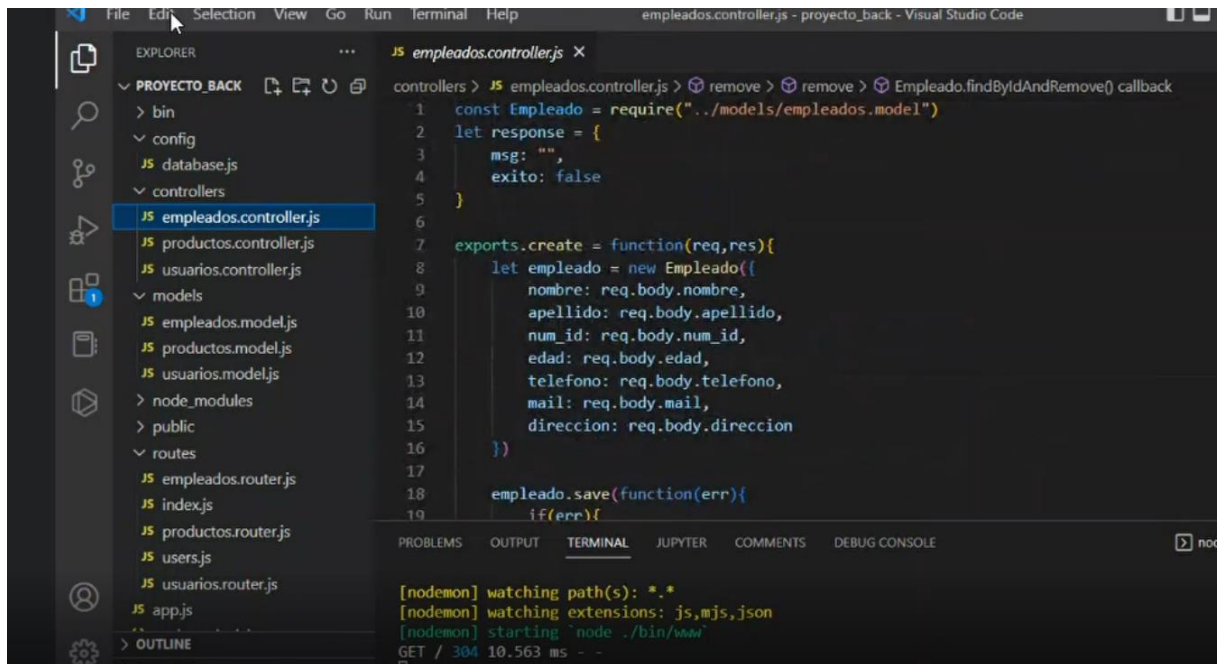 File Edit Selection View Go Run Terminal Help
empleados.controller.js - proyecto_back - Visual Studio Code
EXPLORER
PROYECTO_BACK
bin
config
JS database.js
controllers
JS empleados.controller.js
JS productos.controller.js
JS usuarios.controller.js
models
JS empleados.model.js
JS productos.model.js
JS usuarios.model.js
node_modules
public
routes
JS empleados.router.js
JS index.js
JS productos.router.js
JS users.js
JS usuarios.router.js
JS app.js
OUTLINE
1
JS empleados.controller.js
controllers > JS empleados.controller.js > remove > remove > Empleado.findByIdAndRemove() callback
1 const Empleado = require("../models/empleados.model")
2 let response = {
3 msg: "",
4 exito: false
5 }
6
7 exports.create = function(req,res){
8 let empleado = new Empleado({
9 nombre: req.body.nombre,
10 apellido: req.body.apellido,
11 num_id: req.body.num_id,
12 edad: req.body.edad,
13 telefono: req.body.telefono,
14 mail: req.body.mail,
15 direccion: req.body.direccion
16 })
17
18 empleado.save(function(err){
19 if(err){
PROBLEMS OUTPUT TERMINAL JUPYTER COMMENTS DEBUG CONSOLE
[nodemon] watching path(s): *.*
[nodemon] watching extensions: js,mjs,json
[nodemon] starting `node ./bin/www`
GET / 304 10.563 ms - -